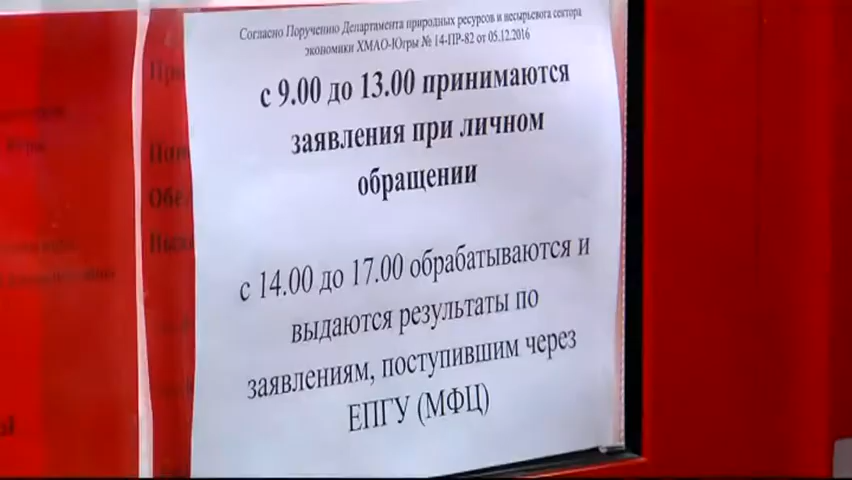 Согласно Поручению Департамента природных ресурсов и несырьевого сектора
экономики ХМАО-Югры № 14-ПР-82 от 05.12.2016
с 9.00 до 13.00 принимаются
заявления при личном
обращении
с 14.00 до 17.00 обрабатываются и
выдаются результаты по
заявлениям, поступившим через
ЕПГУ (МФЦ)